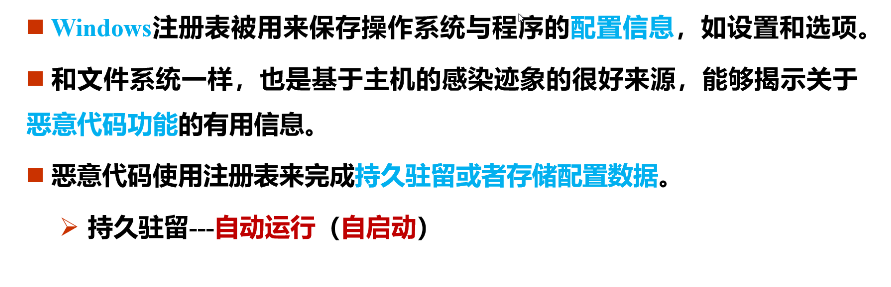 Windows注册表被用来保存操作系统与程序的配置信息，如设置和选项。
和文件系统一样，也是基于主机的感染迹象的很好来源，能够揭示关于
恶意代码功能的有用信息。
恶意代码使用注册表来完成持久驻留或者存储配置数据。
持久驻留---自动运行（自启动）